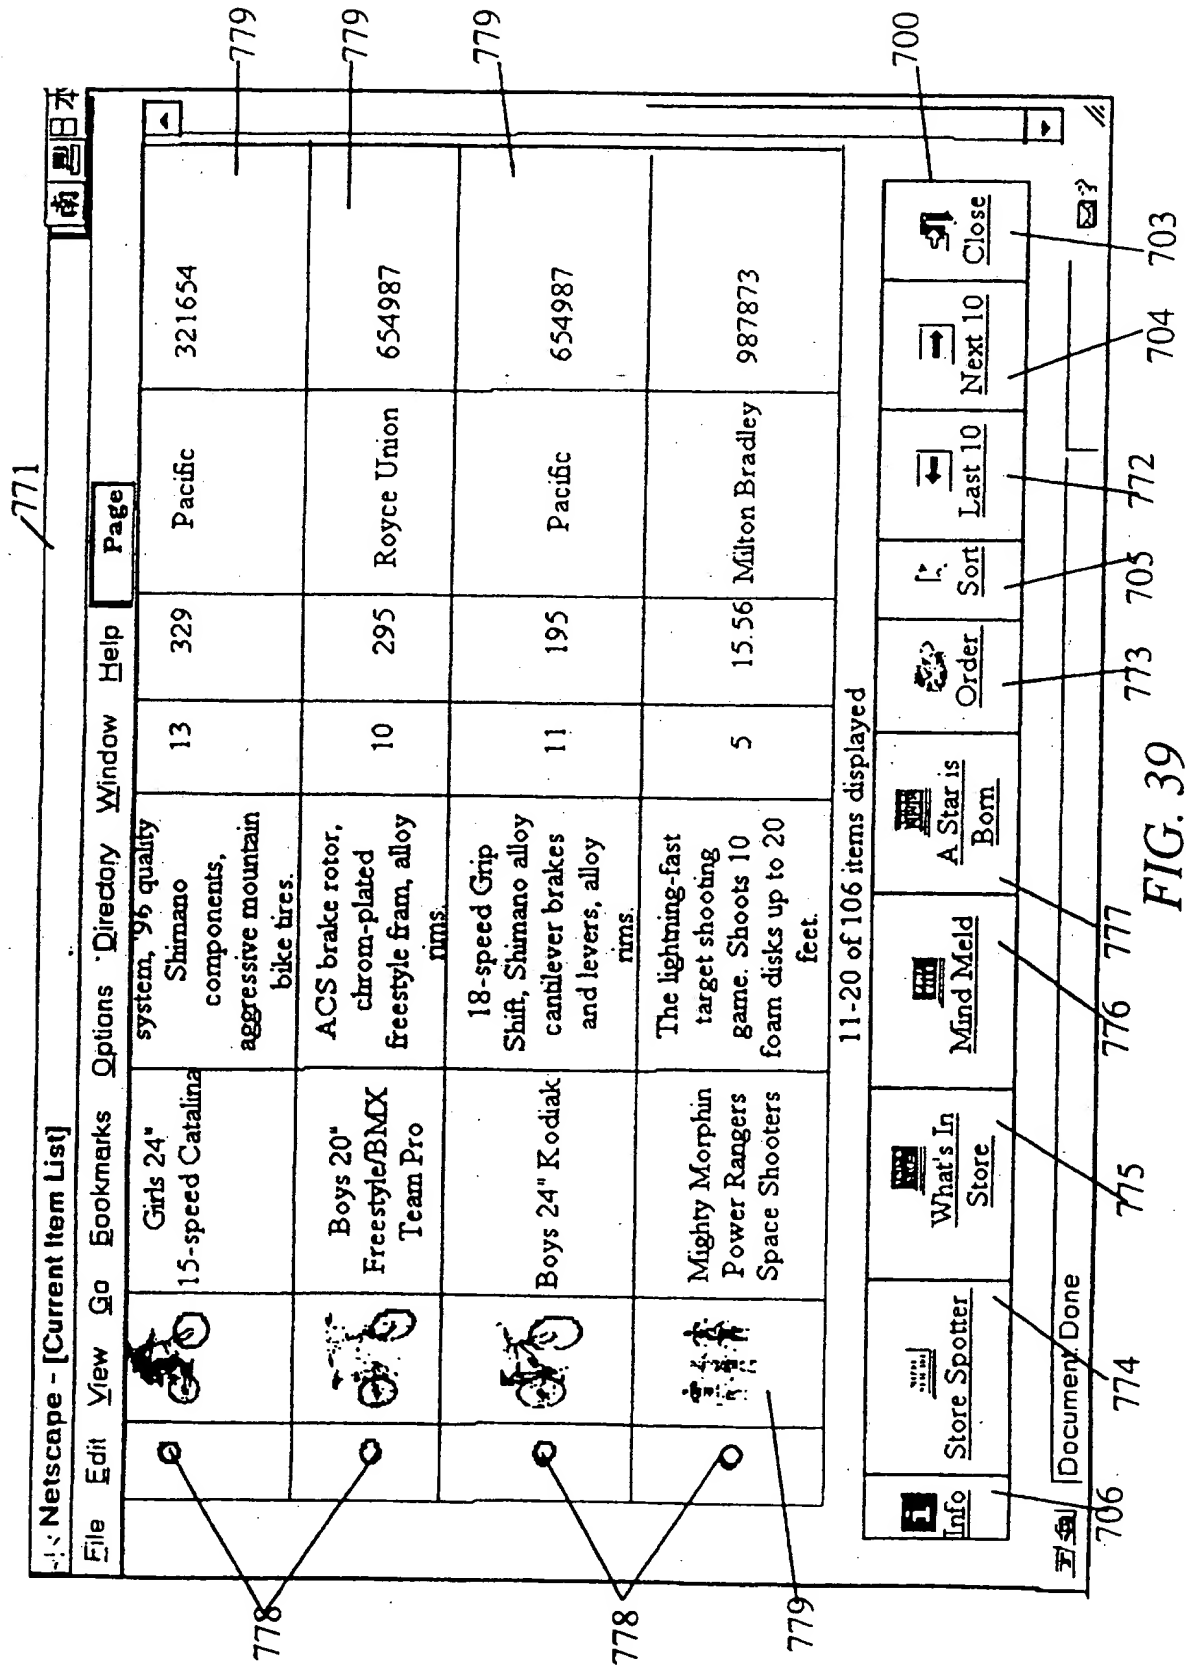 771
Netscape - [Current Item List]
File Edit View Go Bookmarks Options Directory Window Help Page
Girls 24"
15-speed Catalina
system, '96 quality
Shimano
components,
aggressive mountain
bike tires.
13
329
Pacific
321654
779
Boys 20"
Freestyle/BMX
Team Pro
ACS brake rotor,
chrom-plated
freestyle fram, alloy
rims.
10
295
Royce Union
654987
779
778
Boys 24" Kodiak
18-speed Grip
Shift, Shimano alloy
cantilever brakes
and levers, alloy
rims.
11
195
Pacific
654987
779
Mighty Morphin
Power Rangers
Space Shooters
The lightning-fast
target shooting
game. Shoots 10
foam disks up to 20
feet.
5
15.56
Milton Bradley
987873
778
779
11-20 of 106 items displayed
700
Info
Store Spotter
What's In
Store
Mind Meld
A Star is
Born
Order
Sort
Last 10
Next 10
Close
Document: Done
?
706
774
775
776
777
773
705
772
704
703
FIG. 39